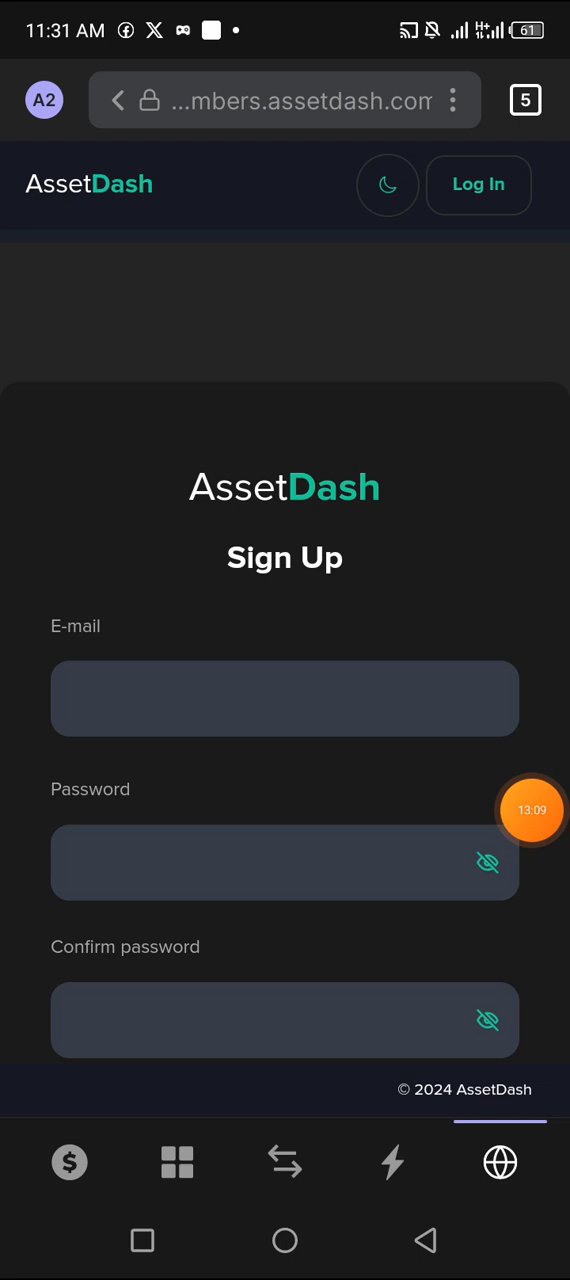 11:31 AM
H+
61
A2
...mbers.assetdash.com
5
AssetDash
Log In
AssetDash
Sign Up
E-mail
Password
13:09
Confirm password
© 2024 AssetDash